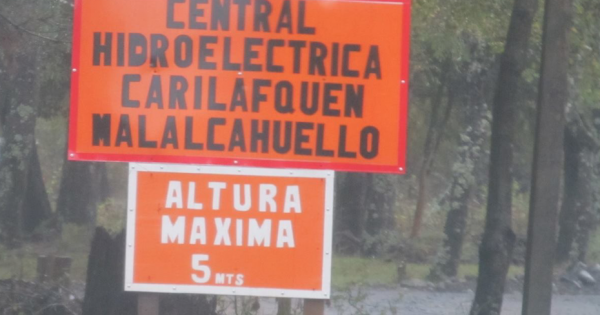 CENTRAL
HIDROELECTRICA
CARILAFQUEN
MALALCAHUELLO
ALTURA
MAXIMA
5 MTS